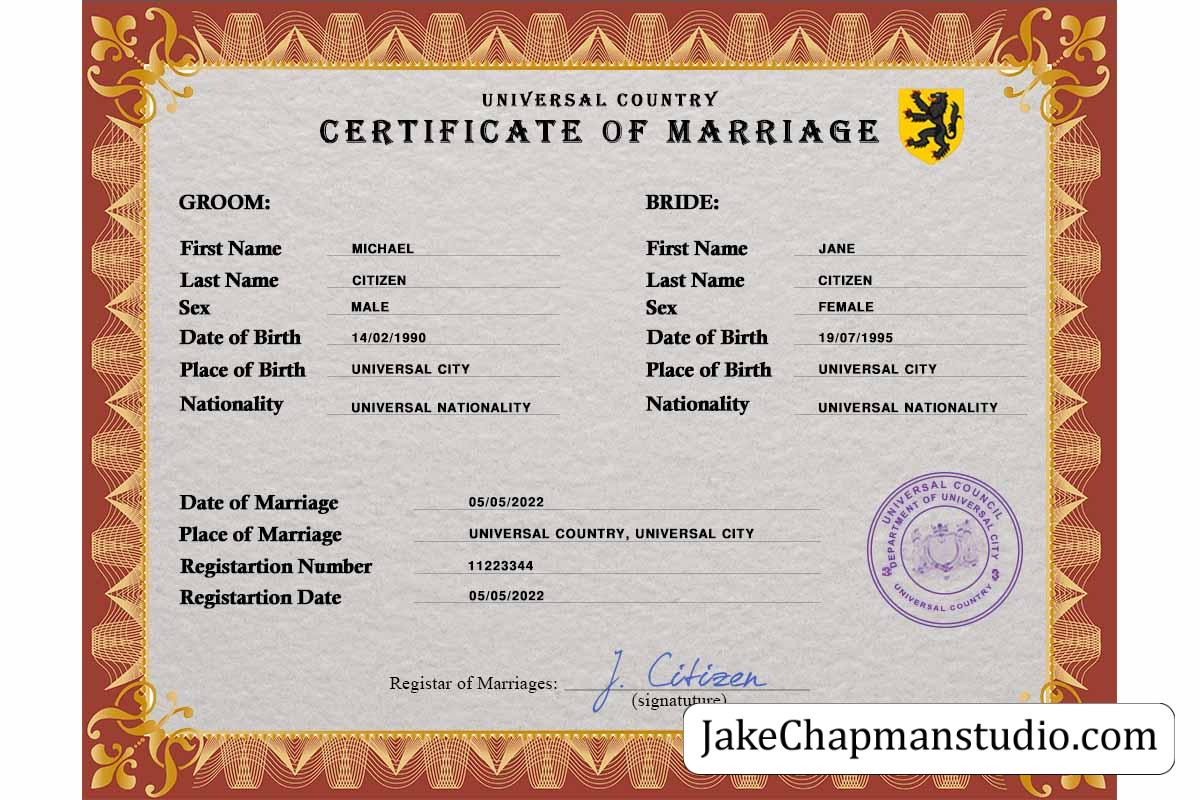 UNIVERSAL COUNTRY
CERTIFICATE OF MARRIAGE
GROOM:
First Name MICHAEL
Last Name CITIZEN
Sex MALE
Date of Birth 14/02/1990
Place of Birth UNIVERSAL CITY
Nationality UNIVERSAL NATIONALITY
BRIDE:
First Name JANE
Last Name CITIZEN
Sex FEMALE
Date of Birth 19/07/1995
Place of Birth UNIVERSAL CITY
Nationality UNIVERSAL NATIONALITY
Date of Marriage 05/05/2022
Place of Marriage UNIVERSAL COUNTRY, UNIVERSAL CITY
Registartion Number 11223344
Registartion Date 05/05/2022
UNIVERSAL COUNCIL
DEPARTMENT OF UNIVERSAL CITY
UNIVERSAL COUNTRY
Registar of Marriages: J. Citizen
(signatuture)
JakeChapmanstudio.com